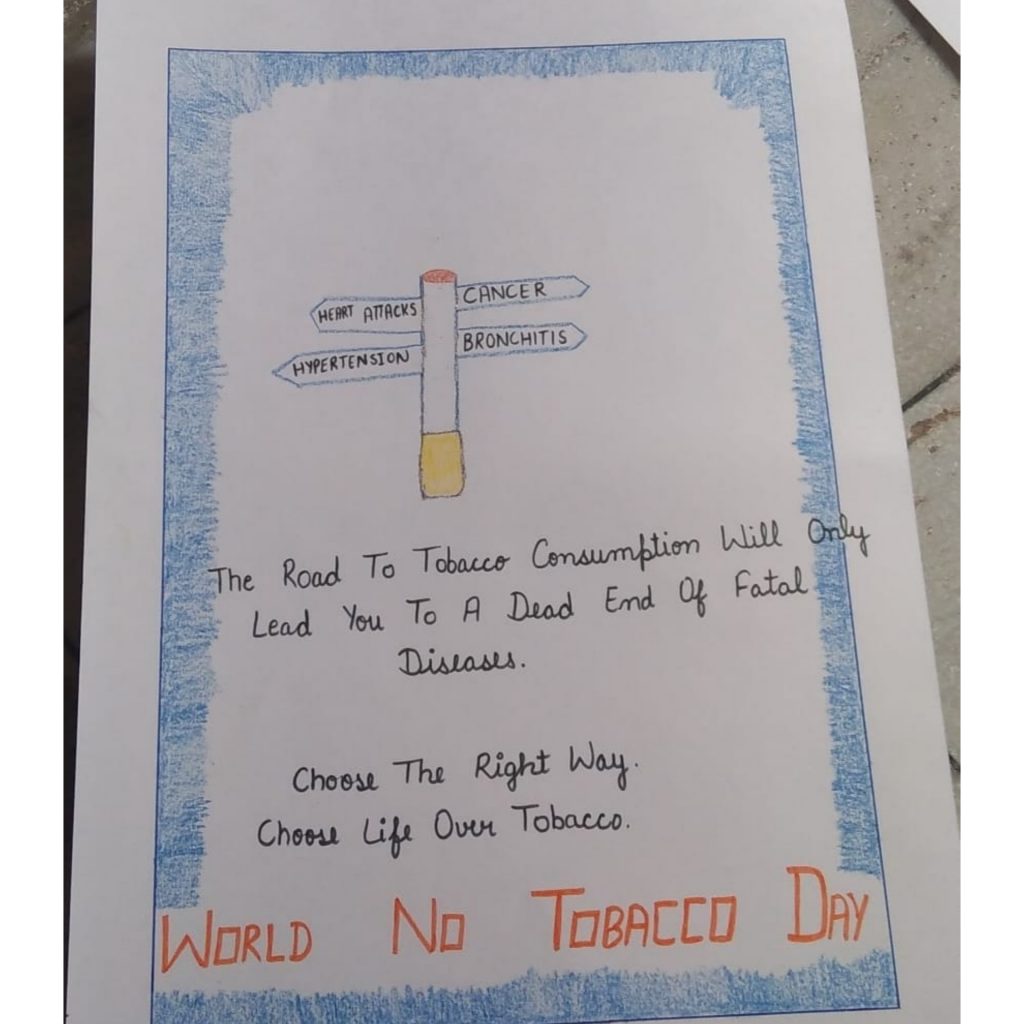 HEART ATTACKS
CANCER
HYPERTENSION
BRONCHITIS
The Road To Tobacco Consumption Will Only
Lead You To A Dead End Of Fatal
Diseases.
Choose The Right Way.
Choose Life Over Tobacco.
WORLD NO TOBACCO DAY